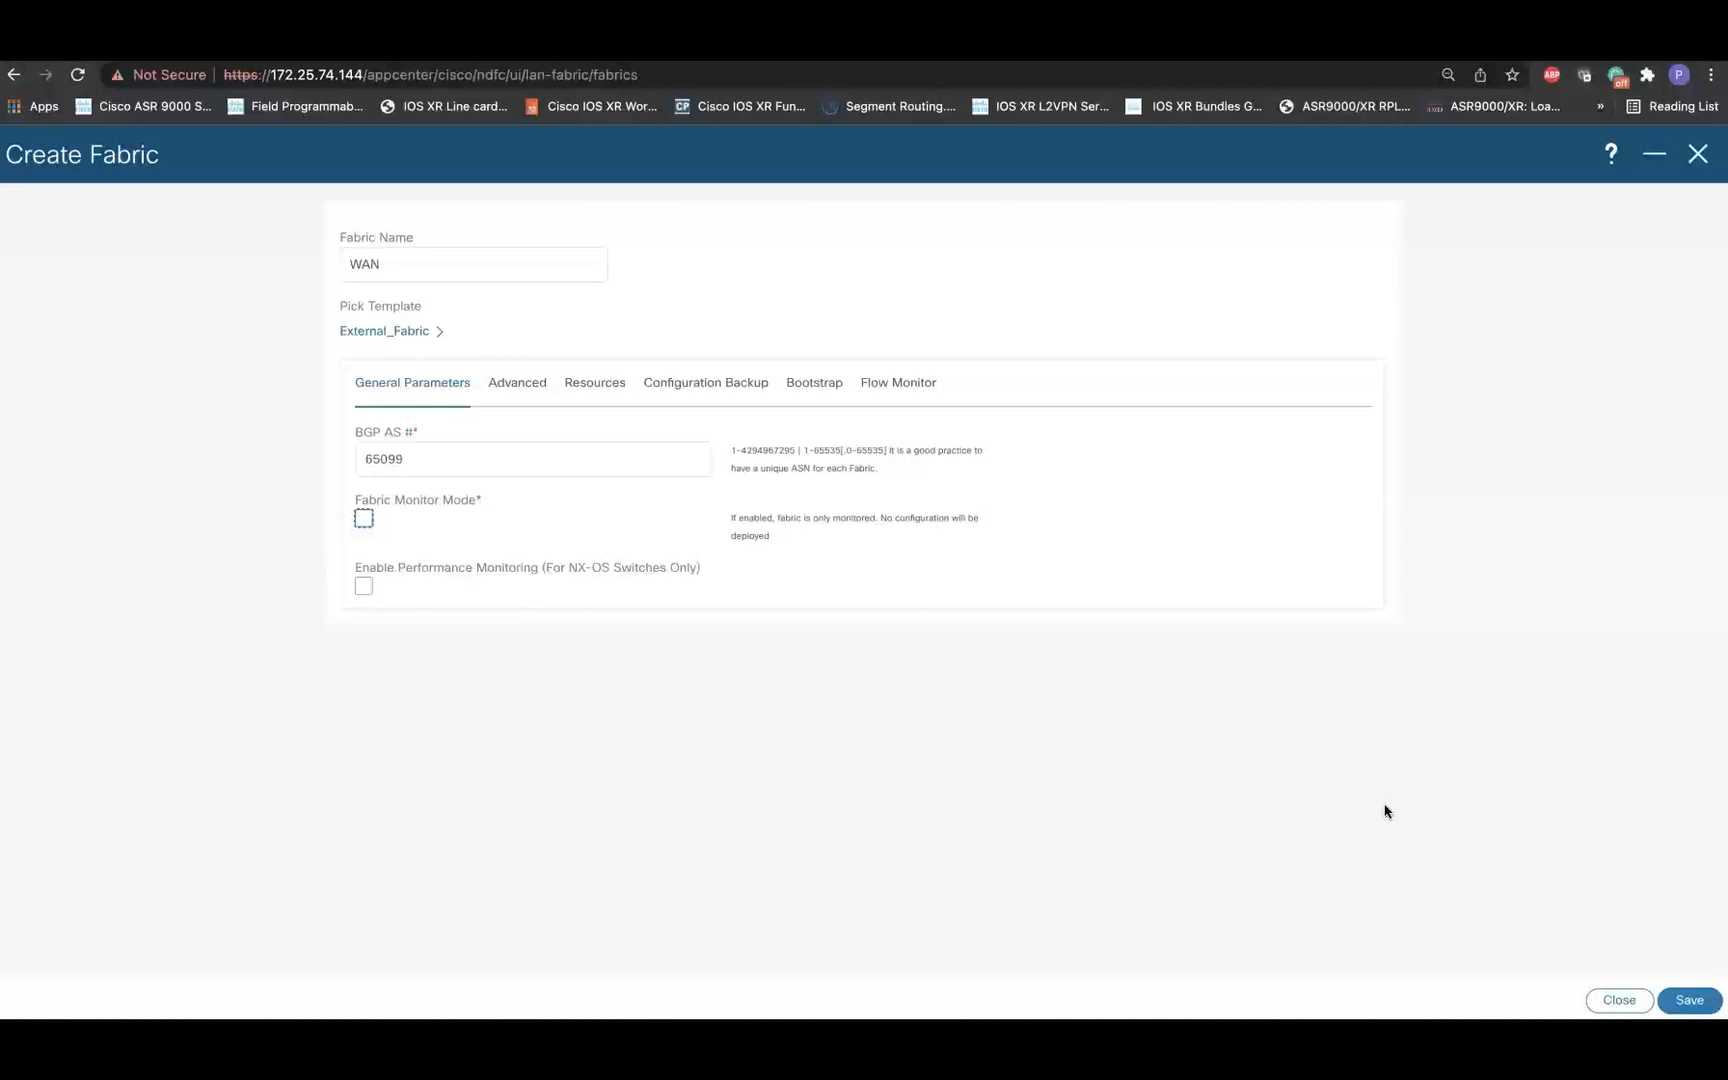 Not Secure | https://172.25.74.144/appcenter/cisco/ndfc/ui/lan-fabric/fabrics ABP off P
Apps Cisco ASR 9000 S... Field Programmab... IOS XR Line card... Cisco IOS XR Wor... CP Cisco IOS XR Fun... Segment Routing.... IOS XR L2VPN Ser... IOS XR Bundles G... ASR9000/XR RPL... ASR9000/XR: Loa... » Reading List
Create Fabric ?
Fabric Name
WAN
Pick Template
External_Fabric >
General Parameters Advanced Resources Configuration Backup Bootstrap Flow Monitor
BGP AS #*
65099
1-4294967295 | 1-65535[.0-65535] It is a good practice to
have a unique ASN for each Fabric.
Fabric Monitor Mode*
If enabled, fabric is only monitored. No configuration will be
deployed
Enable Performance Monitoring (For NX-OS Switches Only)
Close Save